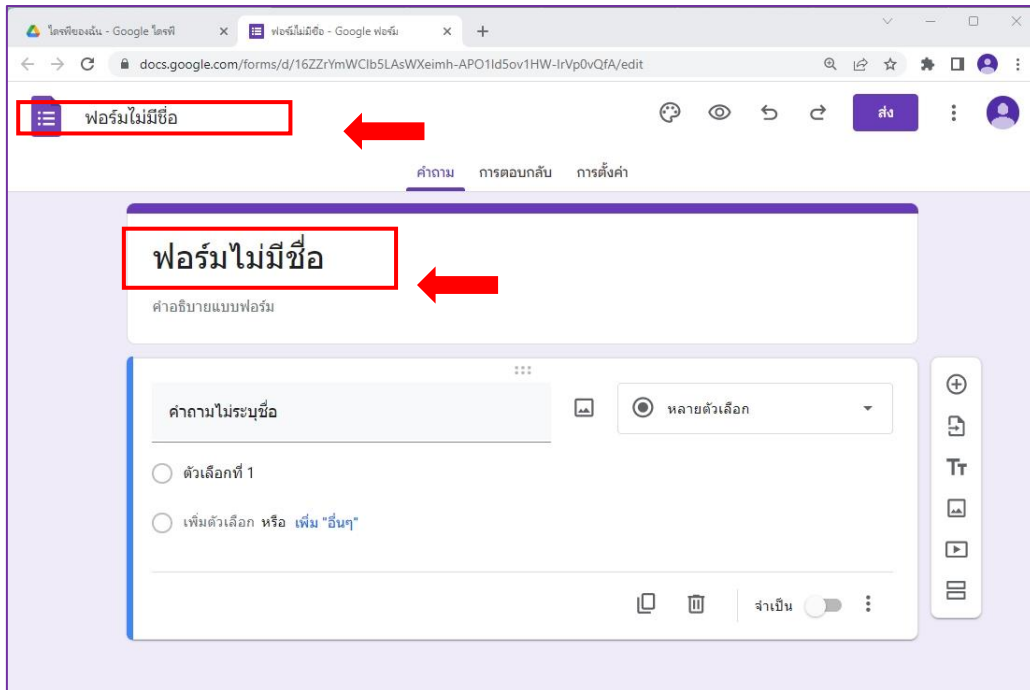 ไดรฟ์ของฉัน - Google ไดรฟ์
ฟอร์มไม่มีชื่อ - Google ฟอร์ม
docs.google.com/forms/d/16ZZrYmWCIb5LAsWXeimh-APO1Id5ov1HW-IrVp0vQfA/edit
ฟอร์มไม่มีชื่อ
ส่ง
คำถาม การตอบกลับ การตั้งค่า
ฟอร์มไม่มีชื่อ
คำอธิบายแบบฟอร์ม
คำถามไม่ระบุชื่อ
หลายตัวเลือก
ตัวเลือกที่ 1
เพิ่มตัวเลือก หรือ เพิ่ม "อื่นๆ"
จำเป็น
Tт